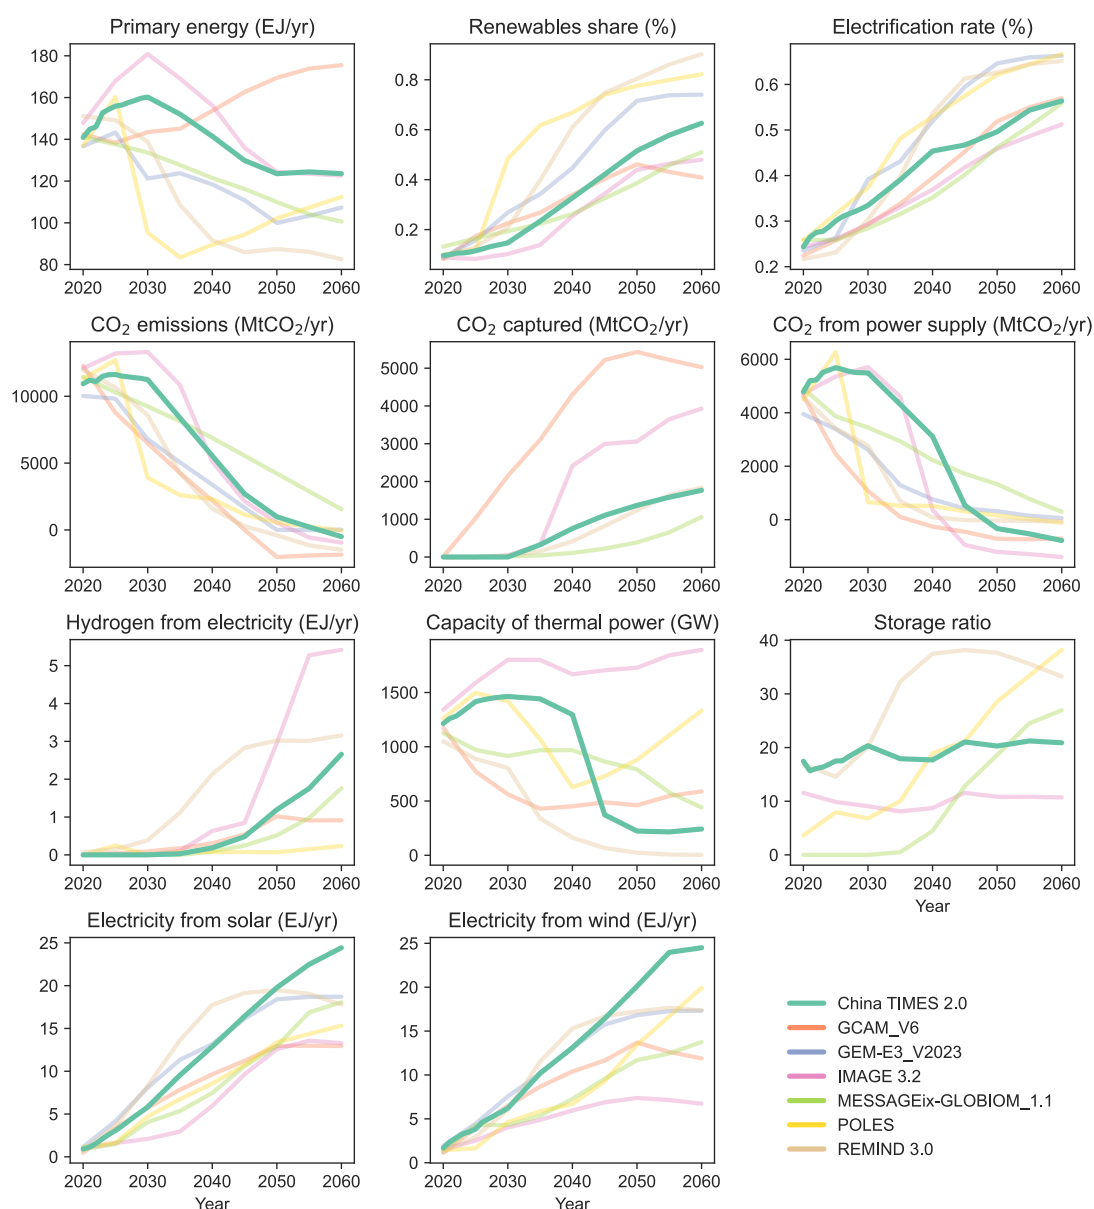 Primary energy (EJ/yr)
Renewables share (%)
Electrification rate (%)
180
160
140
120
100
80
2020 2030 2040 2050 2060
0.8
0.6
0.4
0.2
2020 2030 2040 2050 2060
0.6
0.5
0.4
0.3
0.2
2020 2030 2040 2050 2060
CO₂ emissions (MtCO₂/yr)
CO₂ captured (MtCO₂/yr)
CO₂ from power supply (MtCO₂/yr)
10000
5000
0
2020 2030 2040 2050 2060
5000
4000
3000
2000
1000
0
2020 2030 2040 2050 2060
6000
4000
2000
0
2020 2030 2040 2050 2060
Hydrogen from electricity (EJ/yr)
Capacity of thermal power (GW)
Storage ratio
5
4
3
2
1
0
2020 2030 2040 2050 2060
1500
1000
500
0
2020 2030 2040 2050 2060
40
30
20
10
0
2020 2030 2040 2050 2060
Year
Electricity from solar (EJ/yr)
Electricity from wind (EJ/yr)
25
20
15
10
5
0
2020 2030 2040 2050 2060
Year
25
20
15
10
5
0
2020 2030 2040 2050 2060
Year
China TIMES 2.0
GCAM_V6
GEM-E3_V2023
IMAGE 3.2
MESSAGEix-GLOBIOM_1.1
POLES
REMIND 3.0